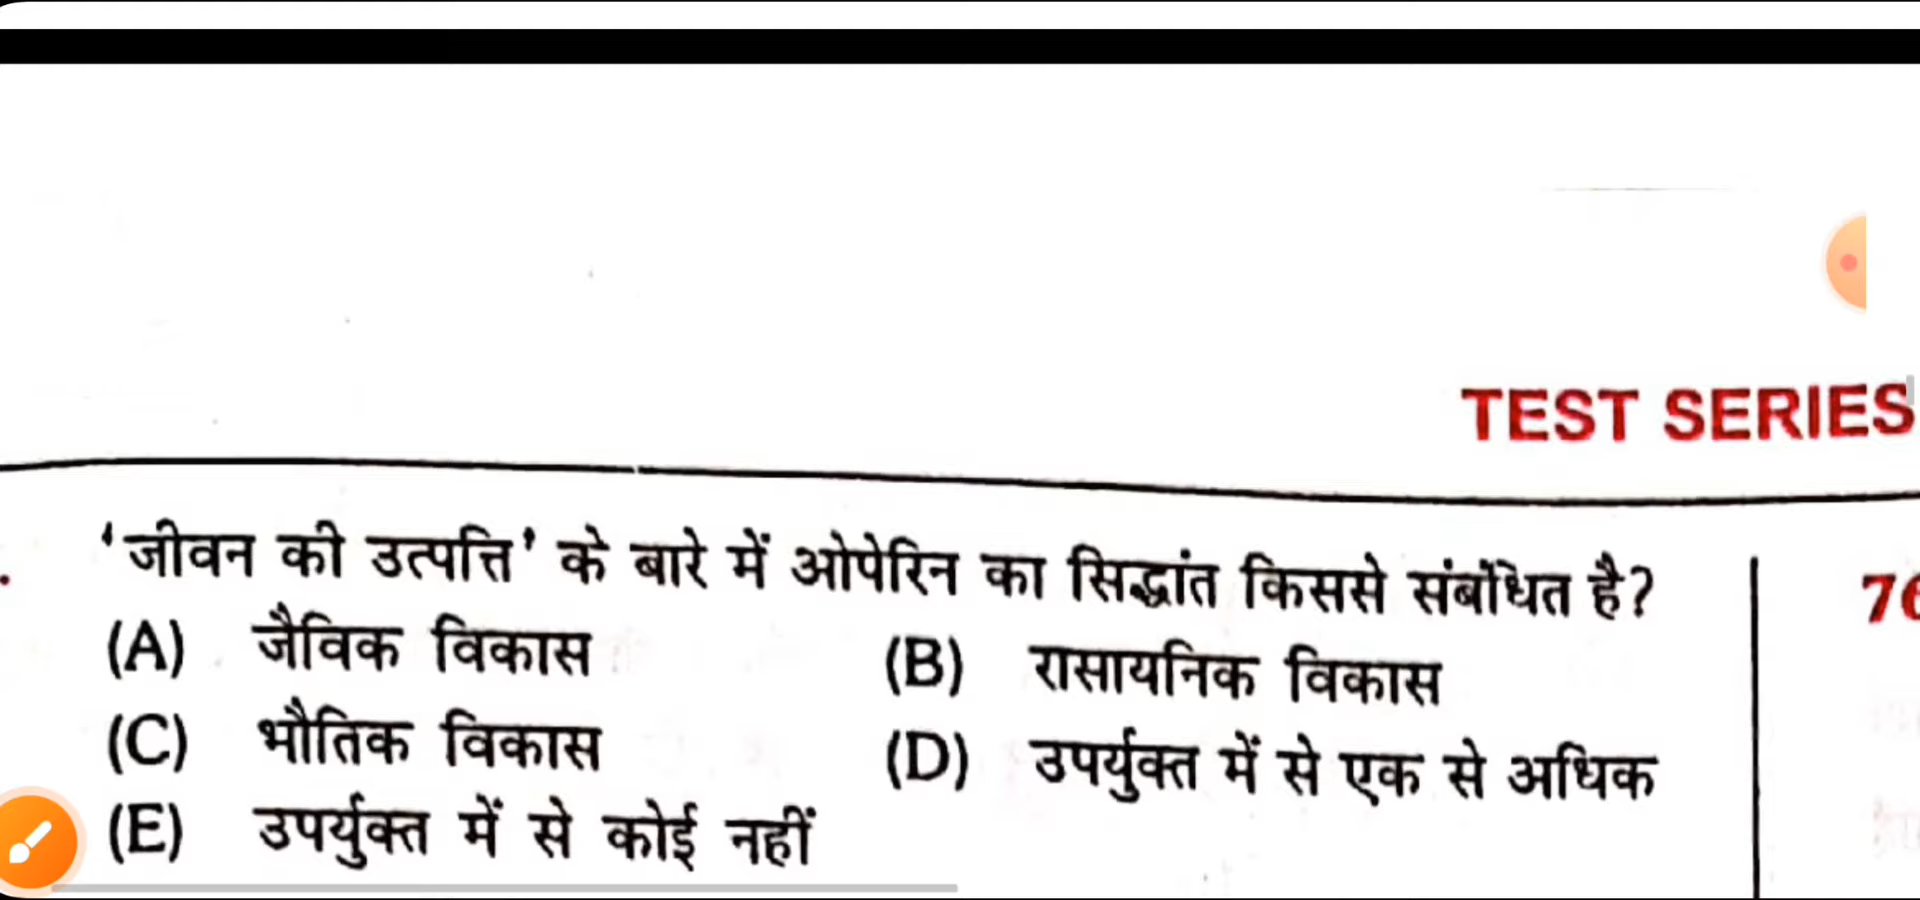 TEST SERIES
'जीवन की उत्पत्ति' के बारे में ओपेरिन का सिद्धांत किससे संबंधित है?
(A) जैविक विकास (B) रासायनिक विकास
(C) भौतिक विकास (D) उपर्युक्त में से एक से अधिक
(E) उपर्युक्त में से कोई नहीं